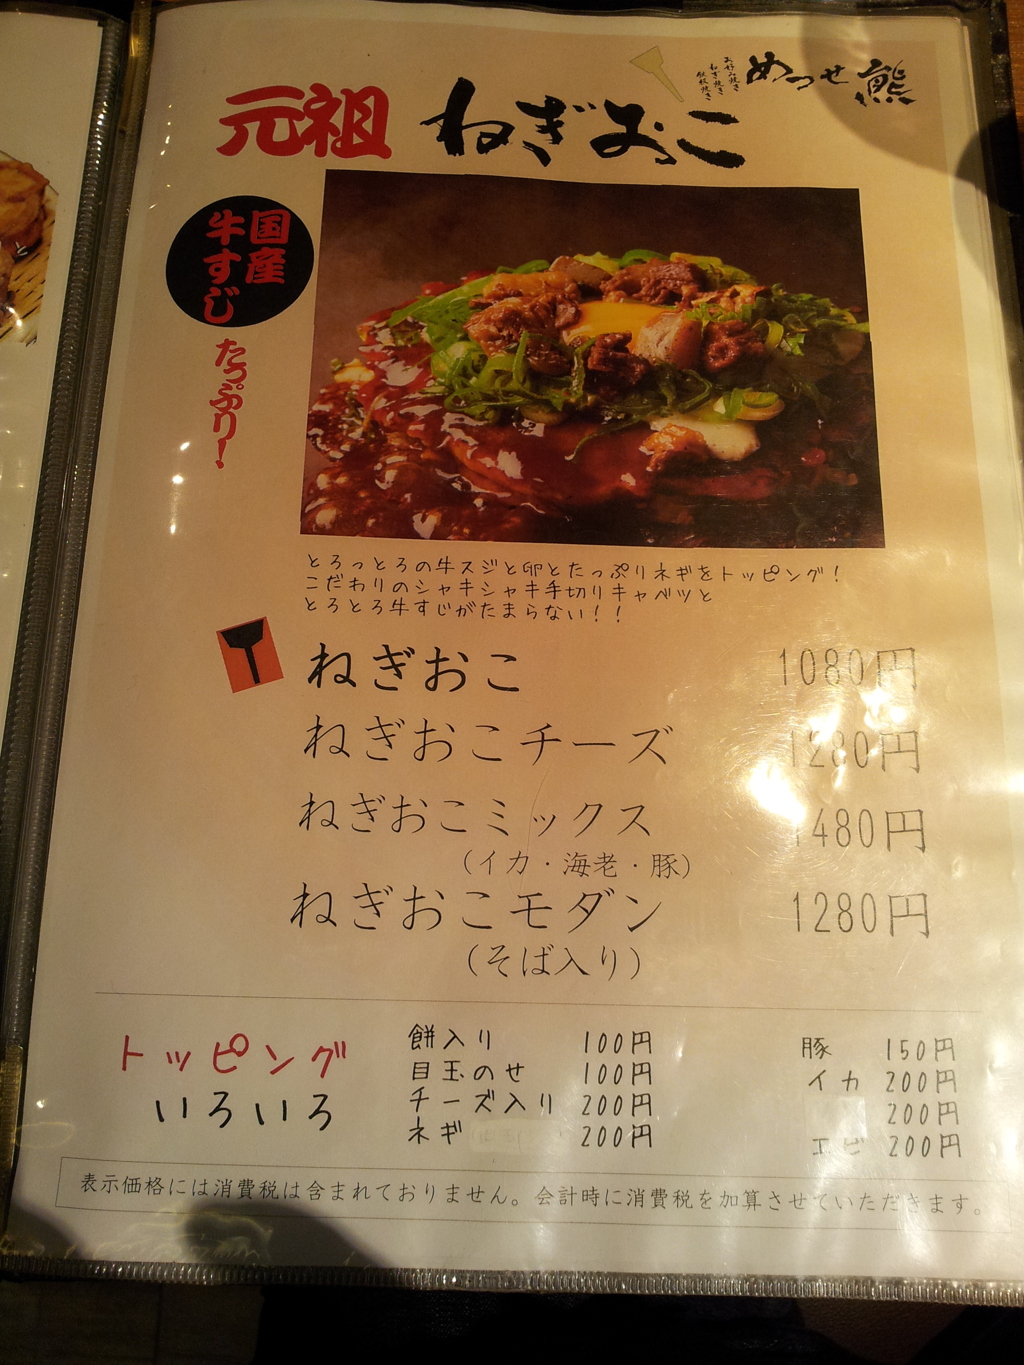 お好み焼き
ねぎ焼き
鉄板焼き
めっせ熊
元祖 ねぎおこ
国産
牛すじ
たっぷり！
とろっとろの牛スジと卵とたっぷりネギをトッピング！
こだわりのシャキシャキ手切りキャベツと
とろとろ牛すじがたまらない！！
ねぎおこ 1080円
ねぎおこチーズ 1280円
ねぎおこミックス 1480円
（イカ・海老・豚）
ねぎおこモダン 1280円
（そば入り）
トッピング
いろいろ
餅入り 100円
目玉のせ 100円
チーズ入り 200円
ネギ 200円
豚 150円
イカ 200円
200円
エビ 200円
表示価格には消費税は含まれておりません。会計時に消費税を加算させていただきます。